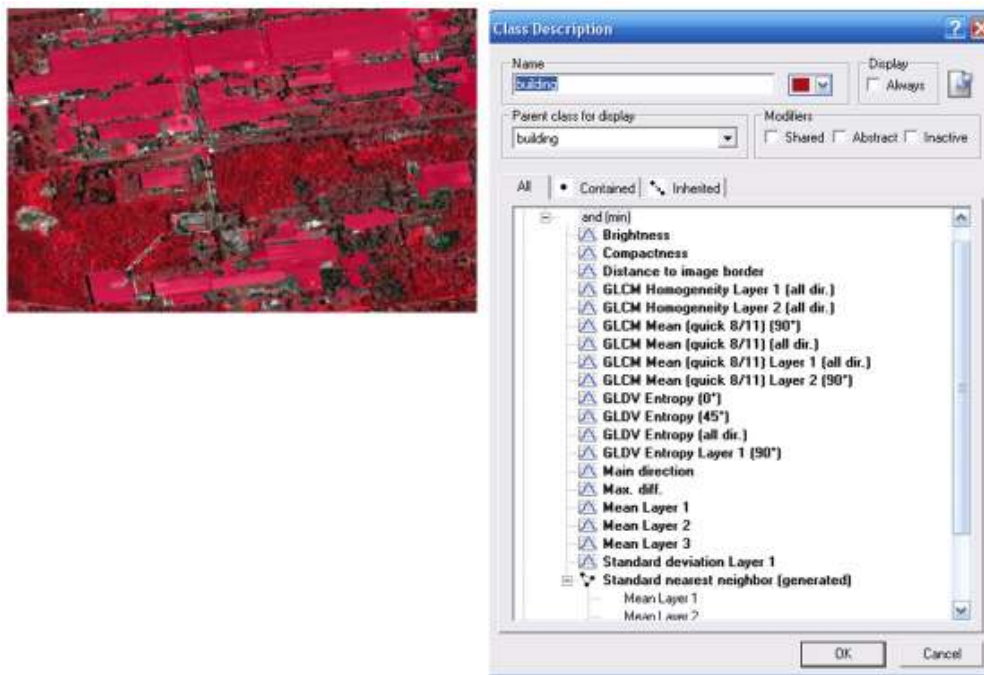 Class Description
Name
Display
building
Always
Parent class for display
Modifiers
building
Shared
Abstract
Inactive
All
Contained
Inherited
and (min)
Brightness
Compactness
Distance to image border
GLCM Homogeneity Layer 1 (all dir.)
GLCM Homogeneity Layer 2 (all dir.)
GLCM Mean (quick 8/11) (90°)
GLCM Mean (quick 8/11) (all dir.)
GLCM Mean (quick 8/11) Layer 1 (all dir.)
GLCM Mean (quick 8/11) Layer 2 (90°)
GLDV Entropy (0°)
GLDV Entropy (45°)
GLDV Entropy (all dir.)
GLDV Entropy Layer 1 (90°)
Main direction
Max. diff.
Mean Layer 1
Mean Layer 2
Mean Layer 3
Standard deviation Layer 1
Standard nearest neighbor (generated)
Mean Layer 1
Mean Layer 2
OK
Cancel